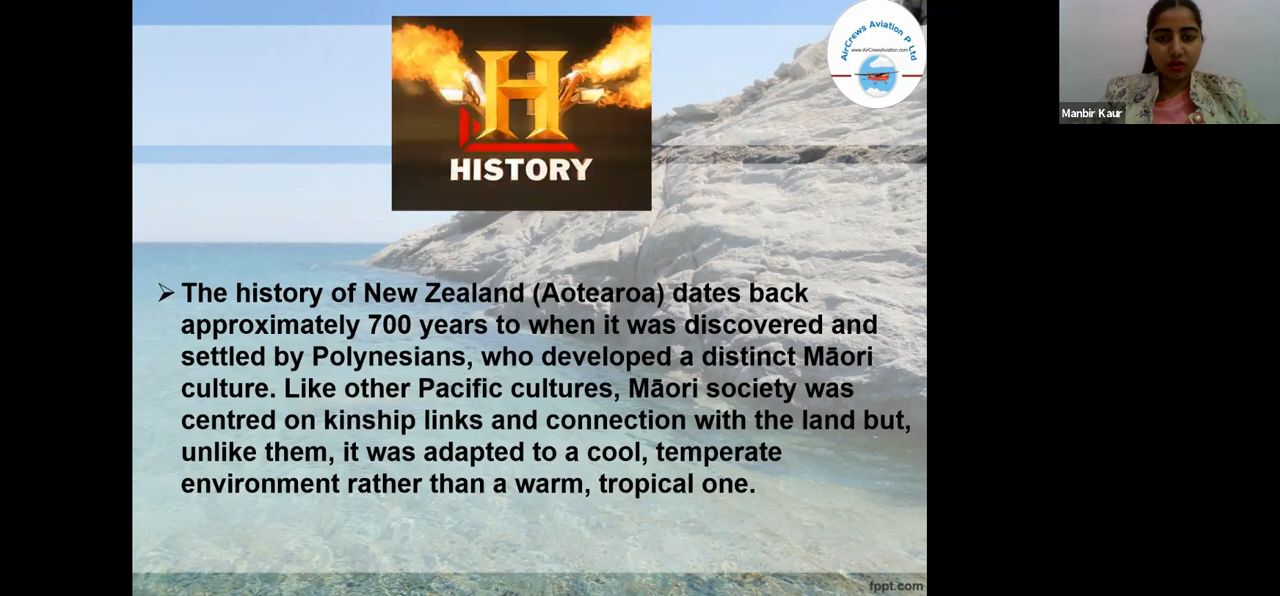 H
HISTORY
AirCrews Aviation P Ltd
www.AirCrewsAviation.com
Manbir Kaur
➢ The history of New Zealand (Aotearoa) dates back
approximately 700 years to when it was discovered and
settled by Polynesians, who developed a distinct Māori
culture. Like other Pacific cultures, Māori society was
centred on kinship links and connection with the land but,
unlike them, it was adapted to a cool, temperate
environment rather than a warm, tropical one.
fppt.com